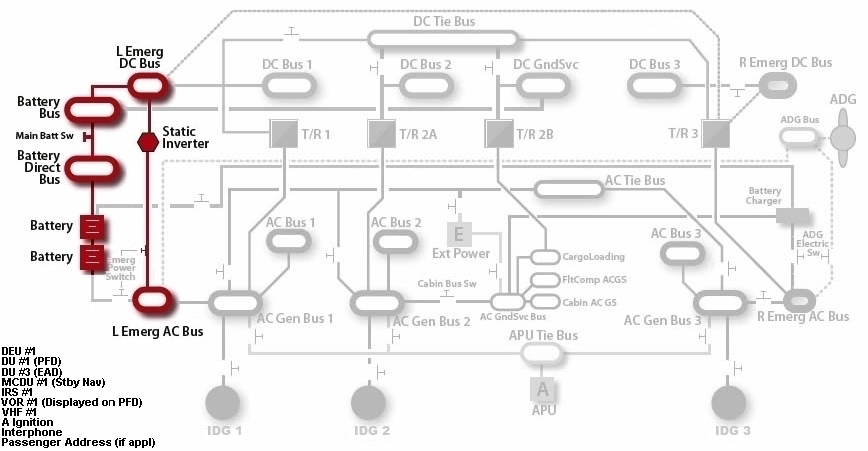 DC Tie Bus
L Emerg
DC Bus
DC Bus 1
DC Bus 2
DC GndSvc
DC Bus 3
R Emerg DC Bus
Battery
Bus
ADG
Main Batt Sw
Static
Inverter
T/R 1
T/R 2A
T/R 2B
T/R 3
ADG Bus
Battery
Direct
Bus
AC Tie Bus
Battery
Charger
Battery
AC Bus 1
AC Bus 2
E
Ext Power
AC Bus 3
ADG
Electric
Sw
Battery
Emerg
Power
Switch
CargoLoading
FltComp ACGS
Cabin Bus Sw
Cabin AC GS
L Emerg AC Bus
AC Gen Bus 1
AC Gen Bus 2
AC GndSvc Bus
AC Gen Bus 3
R Emerg AC Bus
APU Tie Bus
A
APU
IDG 1
IDG 2
IDG 3
DEU #1
DU #1 (PFD)
DU #3 (EAD)
MCDU #1 (Stby Nav)
IRS #1
VOR #1 (Displayed on PFD)
VHF #1
A Ignition
Interphone
Passenger Address (if appl)